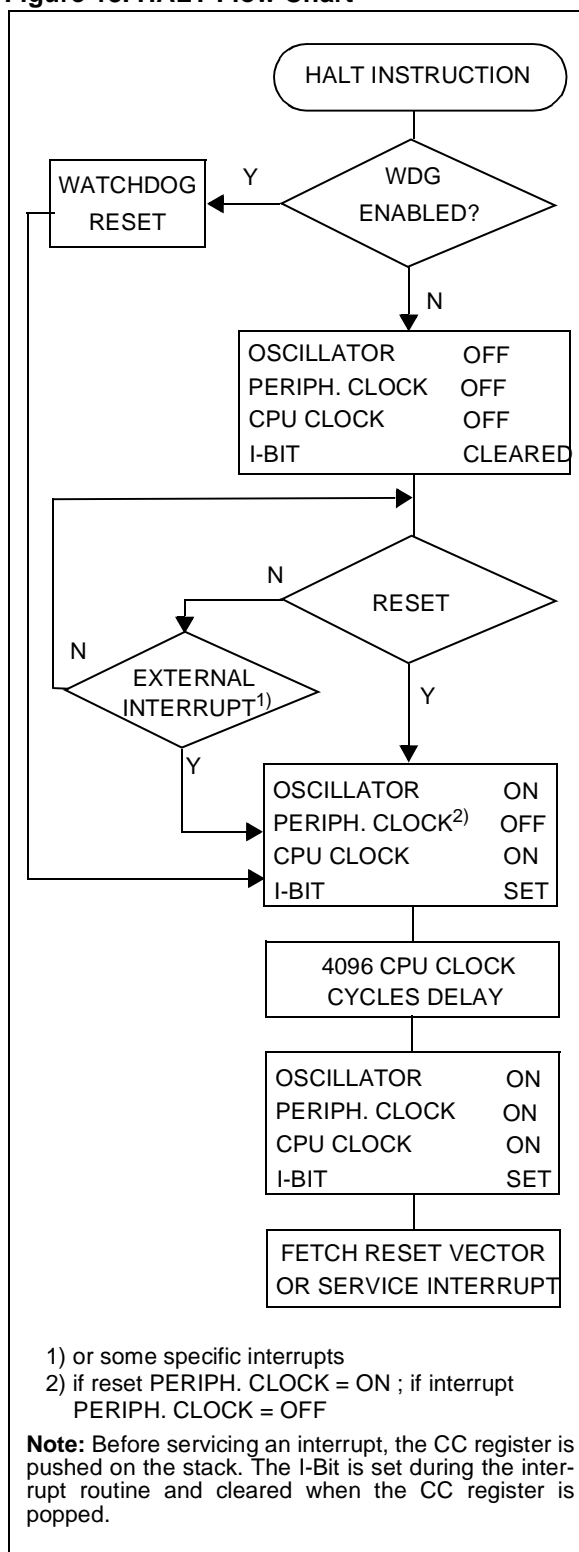 Figure 18. HALT Flow Chart
HALT INSTRUCTION
WDG
ENABLED?
Y
WATCHDOG
RESET
N
OSCILLATOR OFF
PERIPH. CLOCK OFF
CPU CLOCK OFF
I-BIT CLEARED
RESET
N
EXTERNAL
INTERRUPT1)
N
Y
Y
OSCILLATOR ON
PERIPH. CLOCK2) OFF
CPU CLOCK ON
I-BIT SET
4096 CPU CLOCK
CYCLES DELAY
OSCILLATOR ON
PERIPH. CLOCK ON
CPU CLOCK ON
I-BIT SET
FETCH RESET VECTOR
OR SERVICE INTERRUPT
1) or some specific interrupts
2) if reset PERIPH. CLOCK = ON ; if interrupt
PERIPH. CLOCK = OFF
Note: Before servicing an interrupt, the CC register is
pushed on the stack. The I-Bit is set during the inter-
rupt routine and cleared when the CC register is
popped.